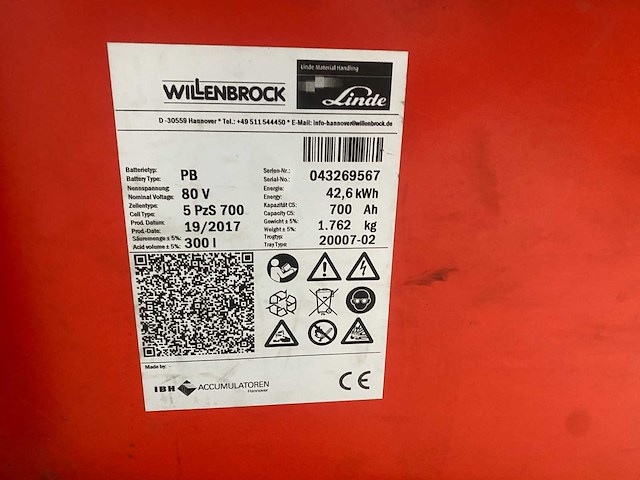 WILLENBROCK
Linde Material Handling
Linde
D -30559 Hannover * Tel.: +49 511 544450 * E-Mail: info-hannover@willenbrock.de
Batterietyp:
Battery Type: PB
Nennspannung:
Nominal Voltage: 80 V
Zellentype:
Cell Type: 5 PzS 700
Prod. Datum:
Prod.-Date: 19/2017
Säuremenge ± 5%:
Acid volume ± 5%: 300 l
Serien-Nr.:
Serial-No.: 043269567
Energie:
Energy: 42,6 kWh
Kapazität C5:
Capacity C5: 700 Ah
Gewicht ± 5%:
Weight ± 5%: 1.762 kg
Trogtyp:
Tray Type: 20007-02
Made by: -
IBH ACCUMULATOREN
Hannover
CE